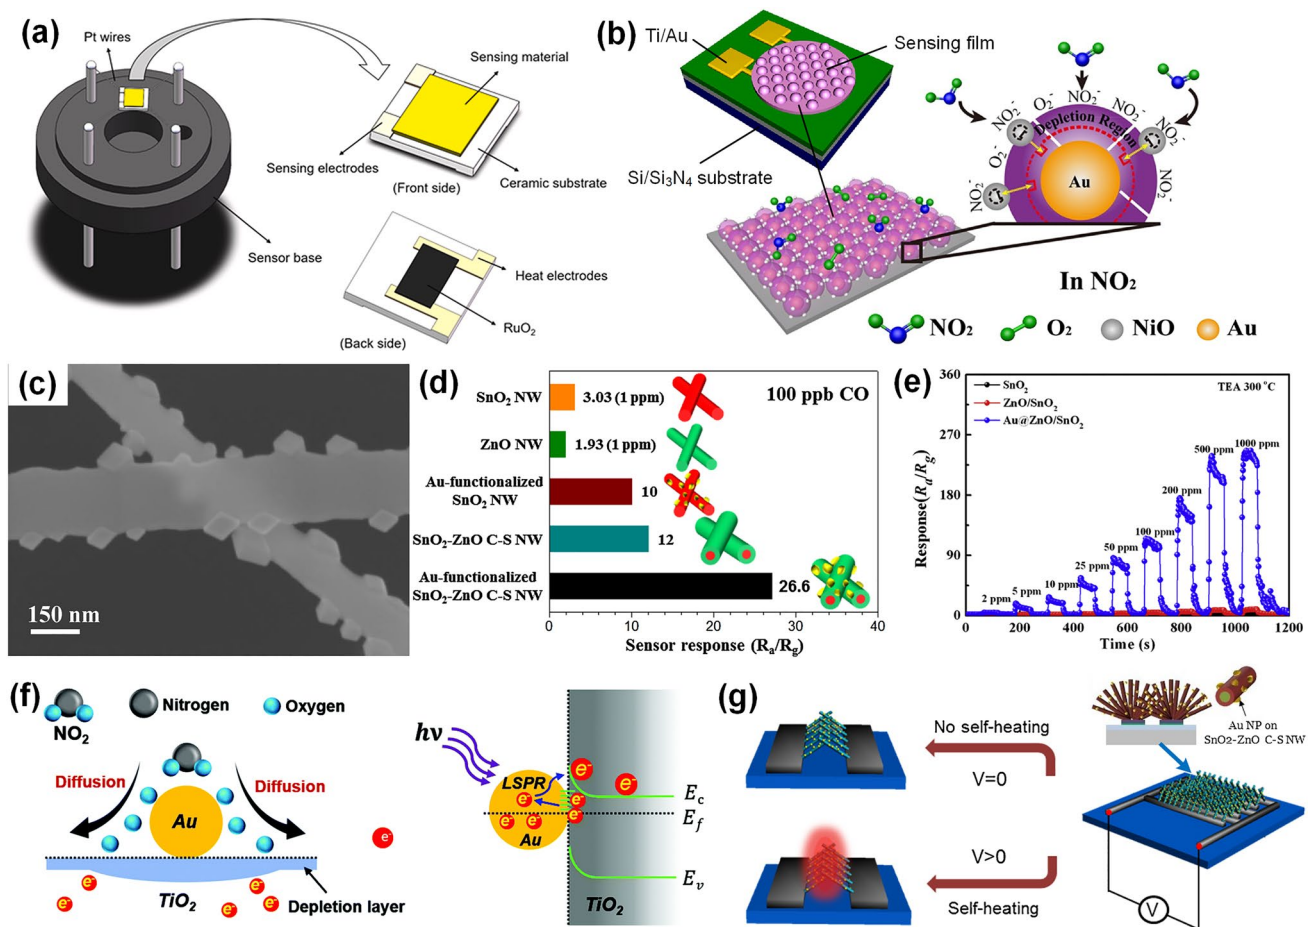 (a)
Pt wires
Sensing material
Sensing electrodes
(Front side)
Ceramic substrate
Sensor base
Heat electrodes
RuO2
(Back side)
(b)
Ti/Au
Sensing film
Si/Si3N4 substrate
NO2-
O2-
NO2-
NO2-
NO2-
O2-
NO2-
NO2-
Depletion Region
Au
In NO2
NO2
O2
NiO
Au
(c)
150 nm
(d)
100 ppb CO
SnO2 NW
3.03 (1 ppm)
ZnO NW
1.93 (1 ppm)
Au-functionalized
SnO2 NW
10
SnO2-ZnO C-S NW
12
Au-functionalized
SnO2-ZnO C-S NW
26.6
0 10 20 30 40
Sensor response (Ra/Rg)
(e)
360
270
180
90
0
Response(Ra/Rg)
SnO2
ZnO/SnO2
Au@ZnO/SnO2
TEA 300 °C
2 ppm
5 ppm
10 ppm
25 ppm
50 ppm
100 ppm
200 ppm
500 ppm
1000 ppm
0 200 400 600 800 1000 1200
Time (s)
(f)
NO2
Nitrogen
Oxygen
Diffusion
Diffusion
Au
e-
TiO2
e-
e-
e-
e-
Depletion layer
hν
LSPR
e-
e-
e-
e-
e-
e-
e-
Au
Ec
Ef
Ev
TiO2
(g)
No self-heating
V=0
V>0
Self-heating
Au NP on
SnO2-ZnO C-S NW
V